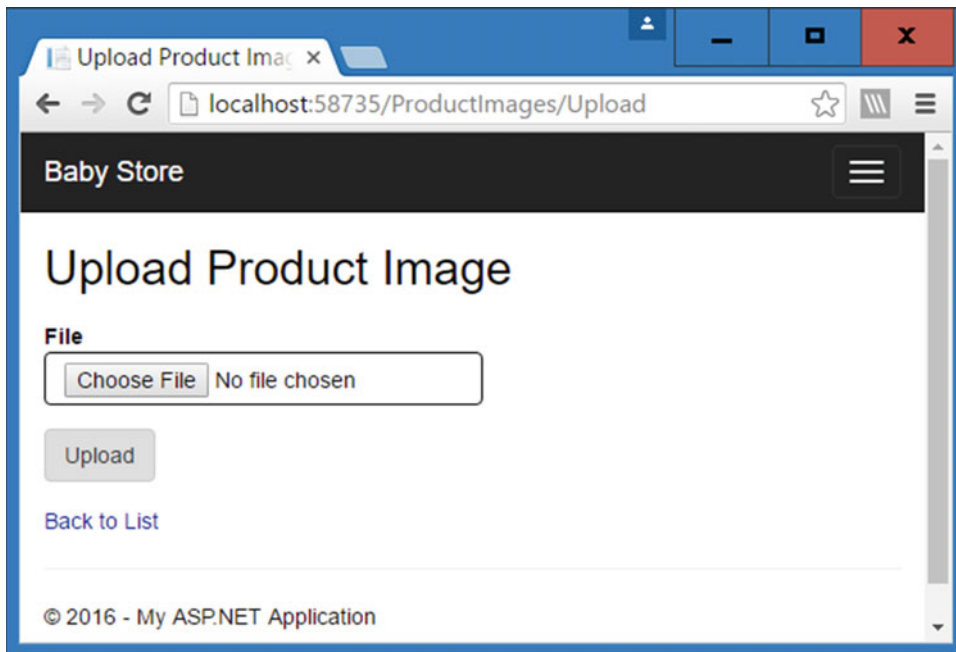 Upload Product Imag
localhost:58735/ProductImages/Upload
Baby Store
Upload Product Image
File
Choose File No file chosen
Upload
Back to List
© 2016 - My ASP.NET Application